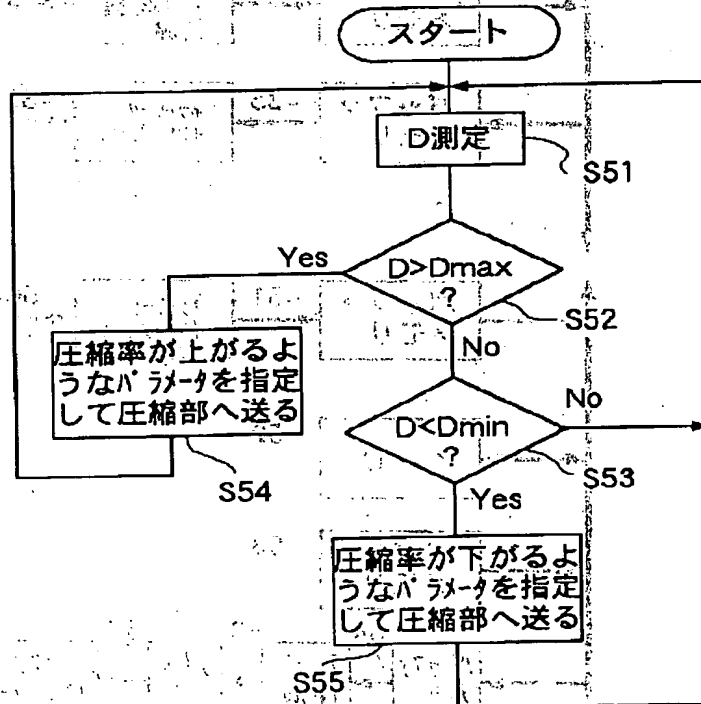 スタート
D測定
S51
Yes
D>Dmax
?
S52
No
圧縮率が上がるよ
うなパラメータを指定
して圧縮部へ送る
S54
No
D<Dmin
?
S53
Yes
圧縮率が下がるよ
うなパラメータを指定
して圧縮部へ送る
S55